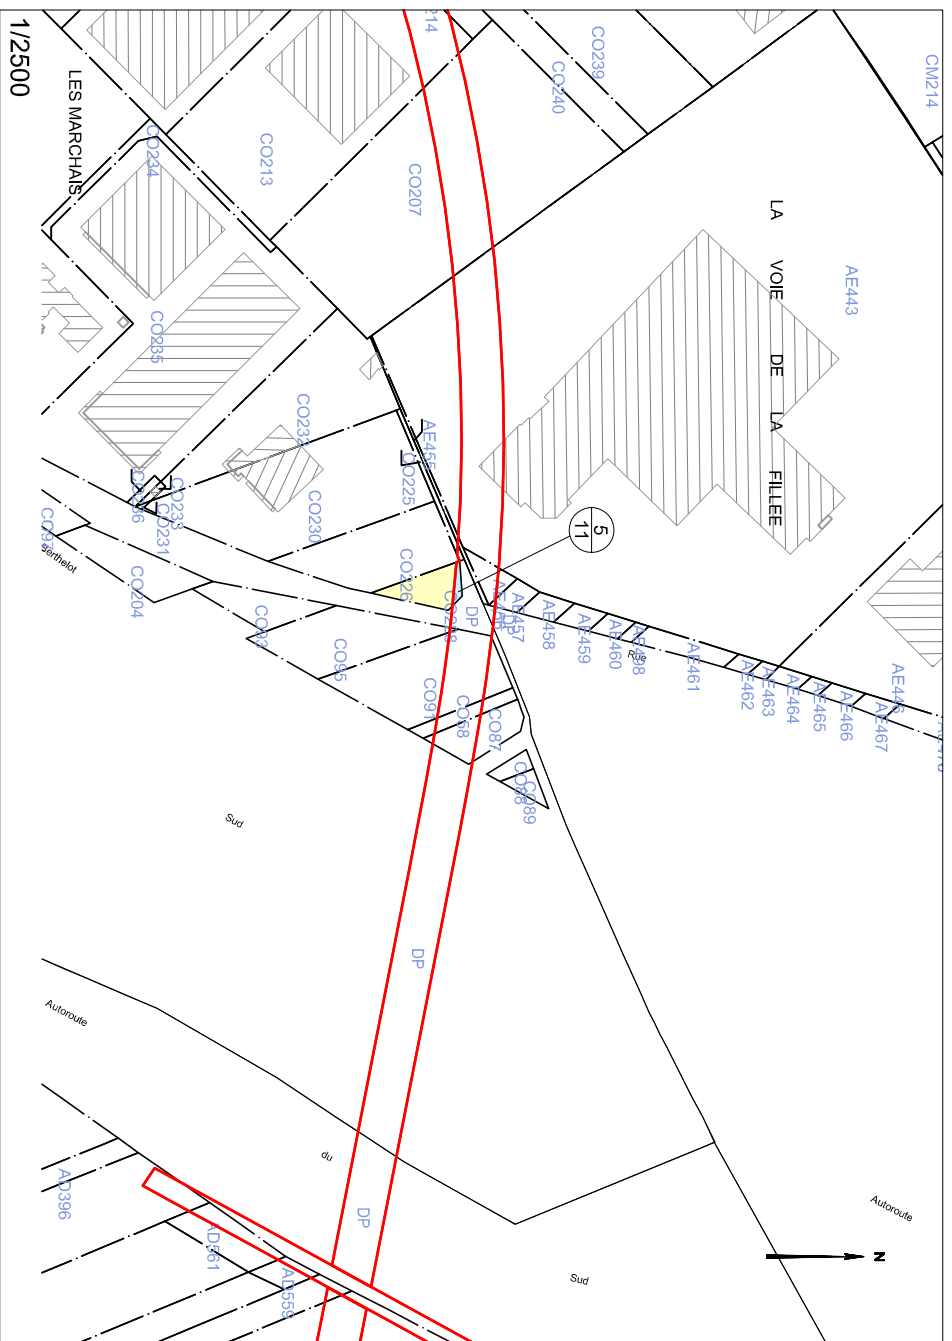 1/2500
LES MARCHAIS
LA VOIE DE LA FILLEE
CM214
CO239
CO240
214
CO213
CO207
CO234
CO235
AE443
CO232
CO230
AE455
CO225
CO226
CO233
CO231
CO204
Berthelot
CO93
CO95
CO91
CO58
CO87
CO89
5
11
DP
AE457
AE458
AE459
AE460
AE461
AE462
AE463
AE464
AE465
AE466
AE467
Rue
Sud
DP
Autoroute
du
Sud
Autoroute
DP
AD396
AD561
AD559
N